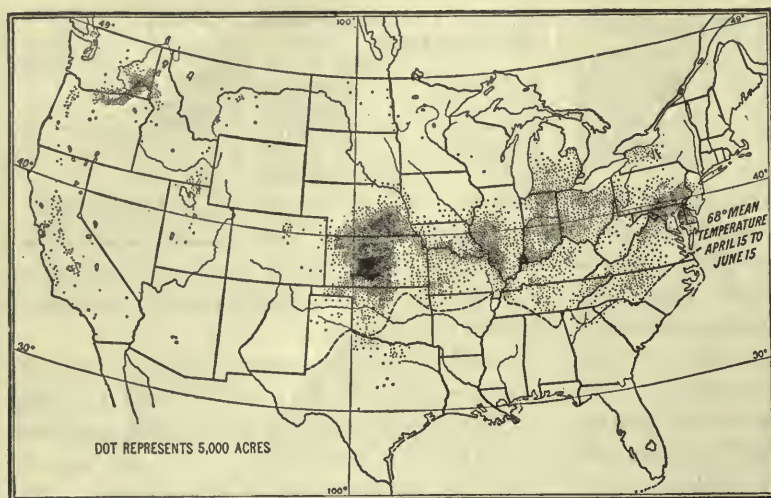 100°
49°
49°
40°
40°
68° MEAN
TEMPERATURE
APRIL 15 TO
JUNE 15
30°
30°
DOT REPRESENTS 5,000 ACRES
100°